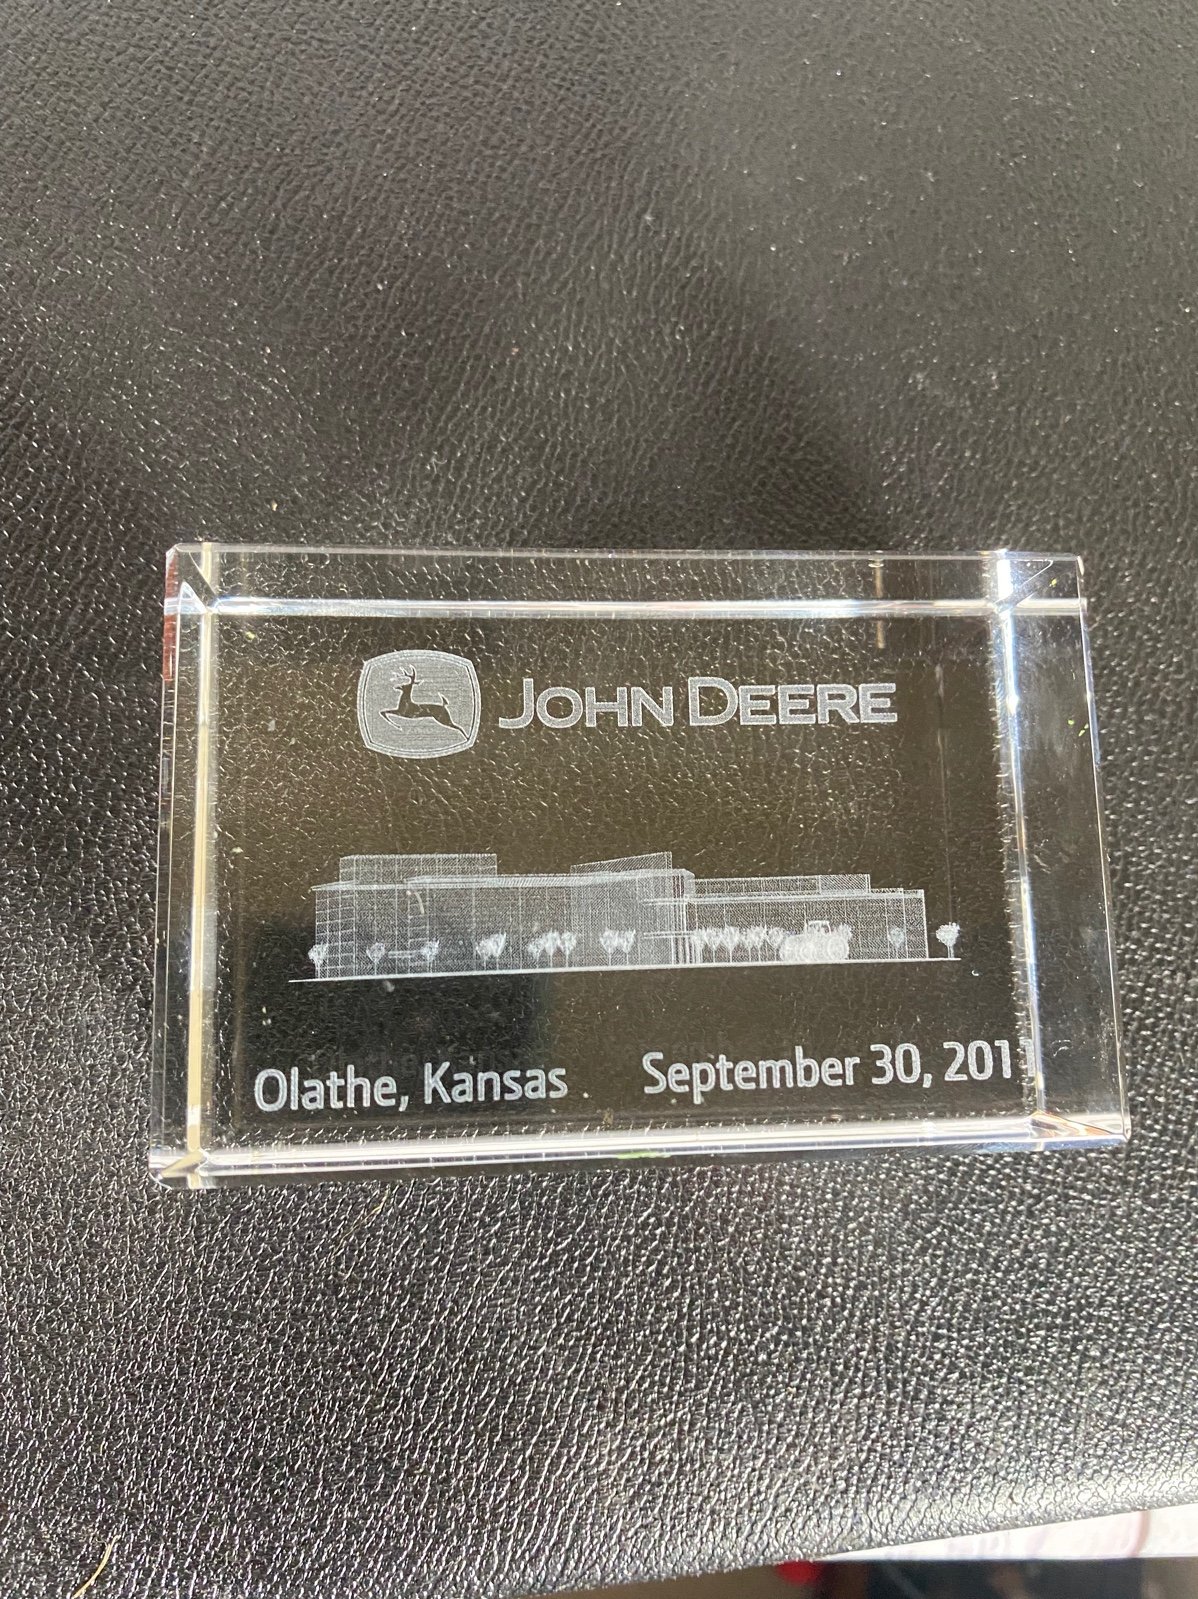 JOHN DEERE
Olathe, Kansas September 30, 2011